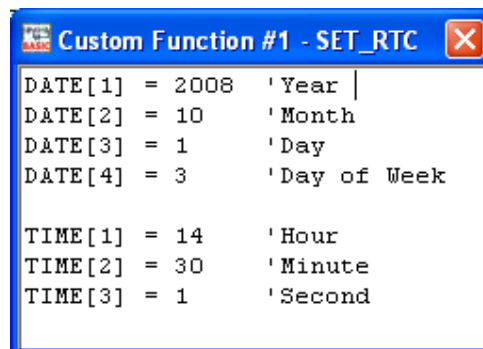 BASIC Custom Function #1 - SET_RTC
DATE[1] = 2008 'Year
DATE[2] = 10 'Month
DATE[3] = 1 'Day
DATE[4] = 3 'Day of Week
TIME[1] = 14 'Hour
TIME[2] = 30 'Minute
TIME[3] = 1 'Second